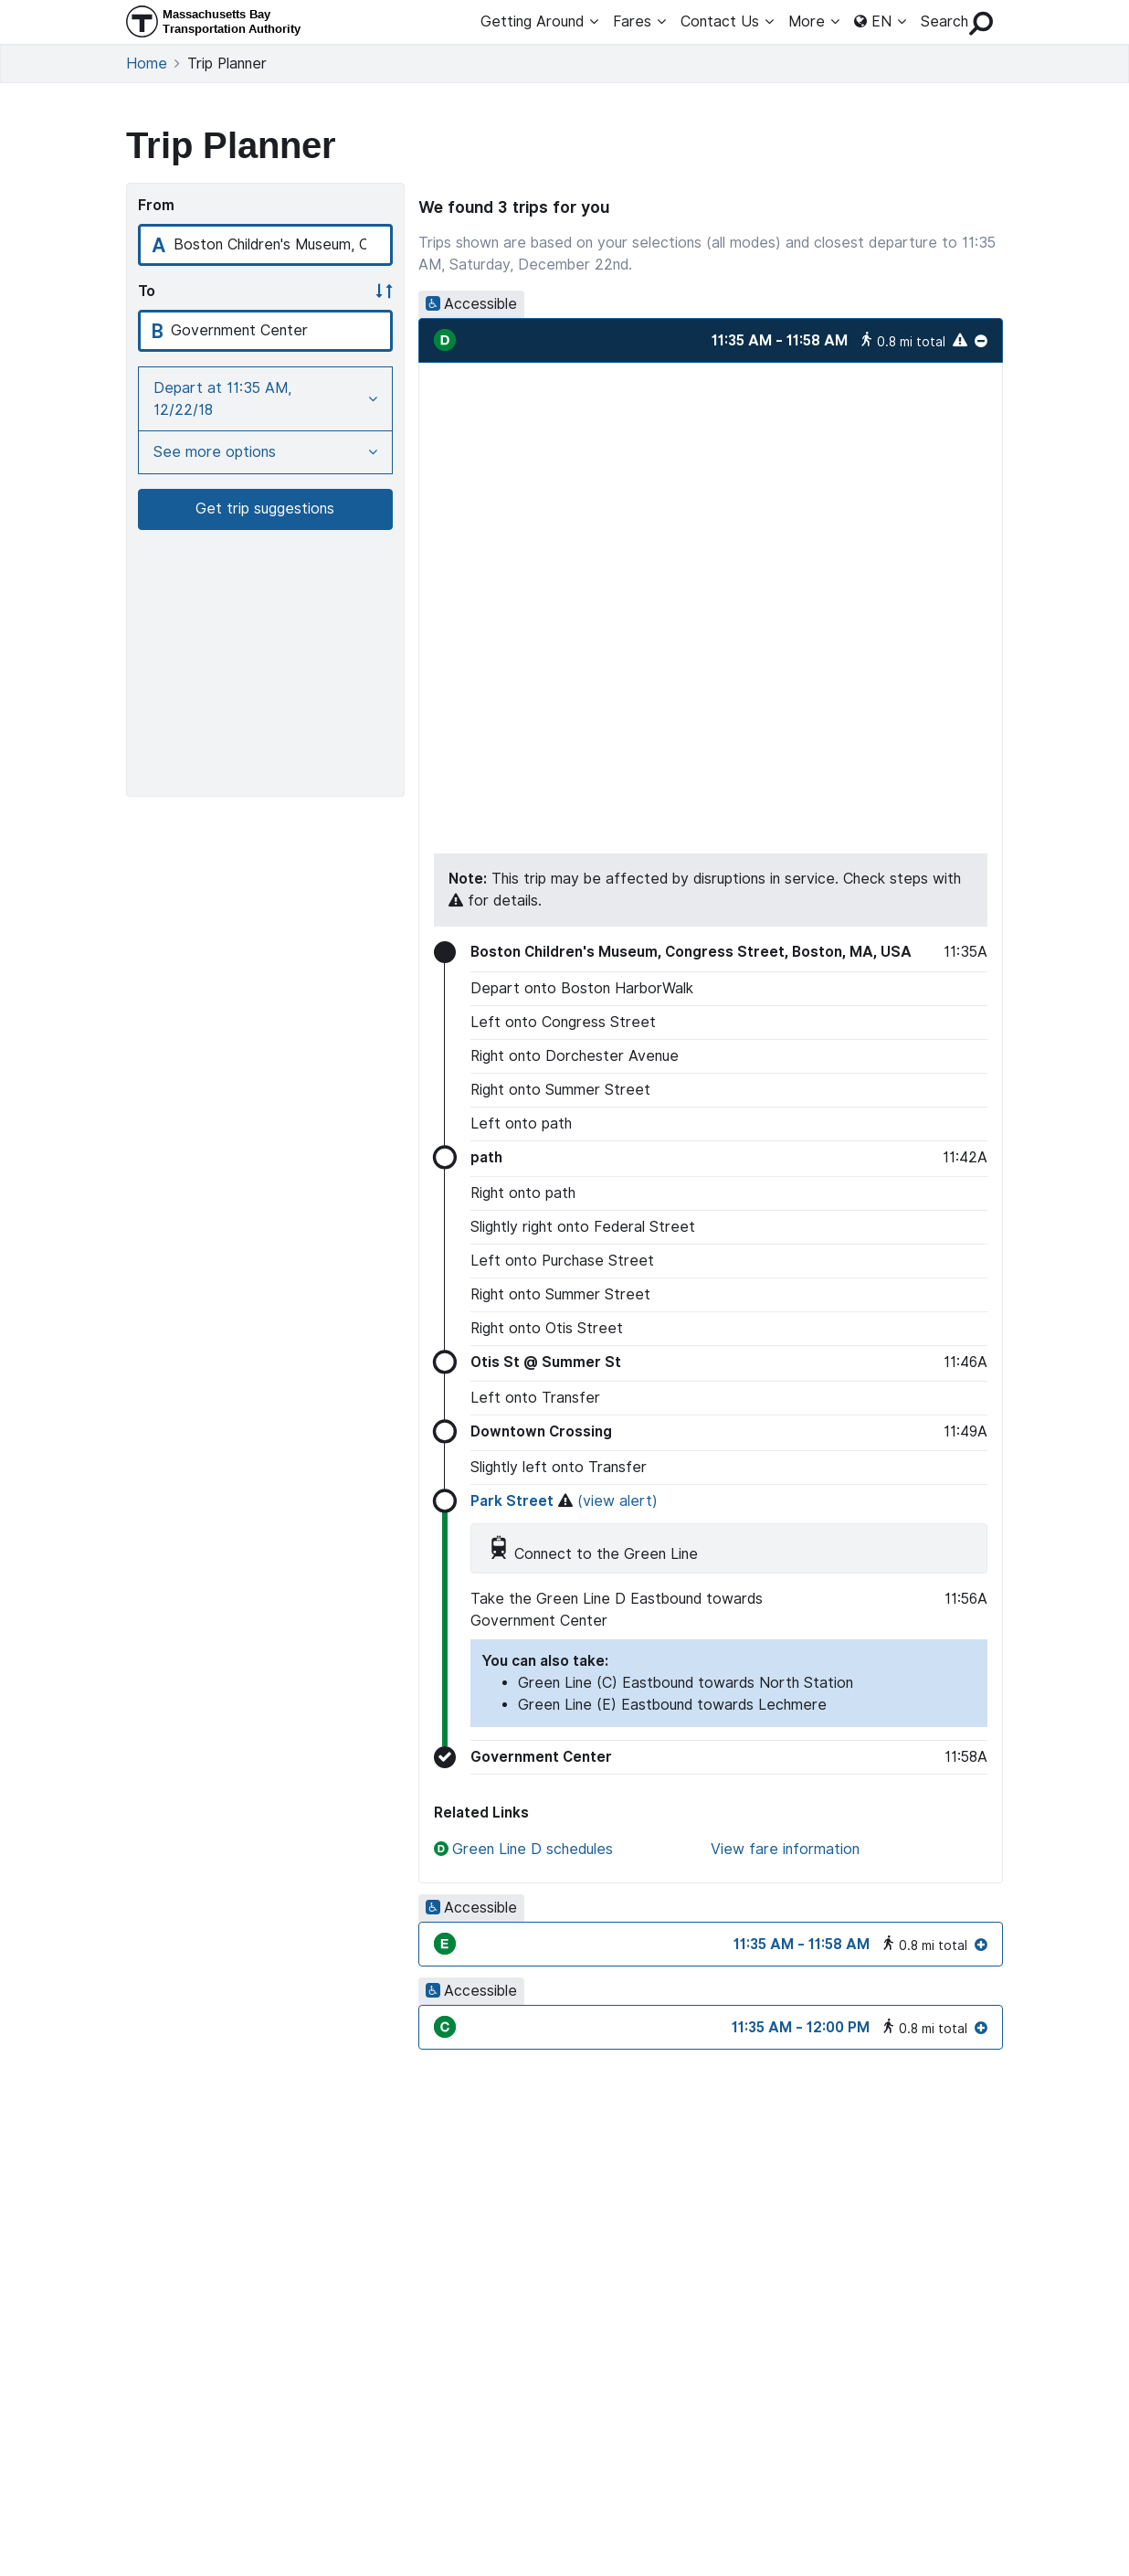 Massachusetts Bay
Transportation Authority
Getting Around Fares Contact Us More EN Search
Home Trip Planner
Trip Planner
From
A Boston Children's Museum, C
To
B Government Center
Depart at 11:35 AM,
12/22/18
See more options
Get trip suggestions
We found 3 trips for you
Trips shown are based on your selections (all modes) and closest departure to 11:35
AM, Saturday, December 22nd.
Accessible
D 11:35 AM - 11:58 AM 0.8 mi total
Note: This trip may be affected by disruptions in service. Check steps with
for details.
Boston Children's Museum, Congress Street, Boston, MA, USA 11:35A
Depart onto Boston HarborWalk
Left onto Congress Street
Right onto Dorchester Avenue
Right onto Summer Street
Left onto path
path 11:42A
Right onto path
Slightly right onto Federal Street
Left onto Purchase Street
Right onto Summer Street
Right onto Otis Street
Otis St @ Summer St 11:46A
Left onto Transfer
Downtown Crossing 11:49A
Slightly left onto Transfer
Park Street (view alert)
Connect to the Green Line
Take the Green Line D Eastbound towards 11:56A
Government Center
You can also take:
• Green Line (C) Eastbound towards North Station
• Green Line (E) Eastbound towards Lechmere
Government Center 11:58A
Related Links
D Green Line D schedules View fare information
Accessible
E 11:35 AM - 11:58 AM 0.8 mi total
Accessible
C 11:35 AM - 12:00 PM 0.8 mi total